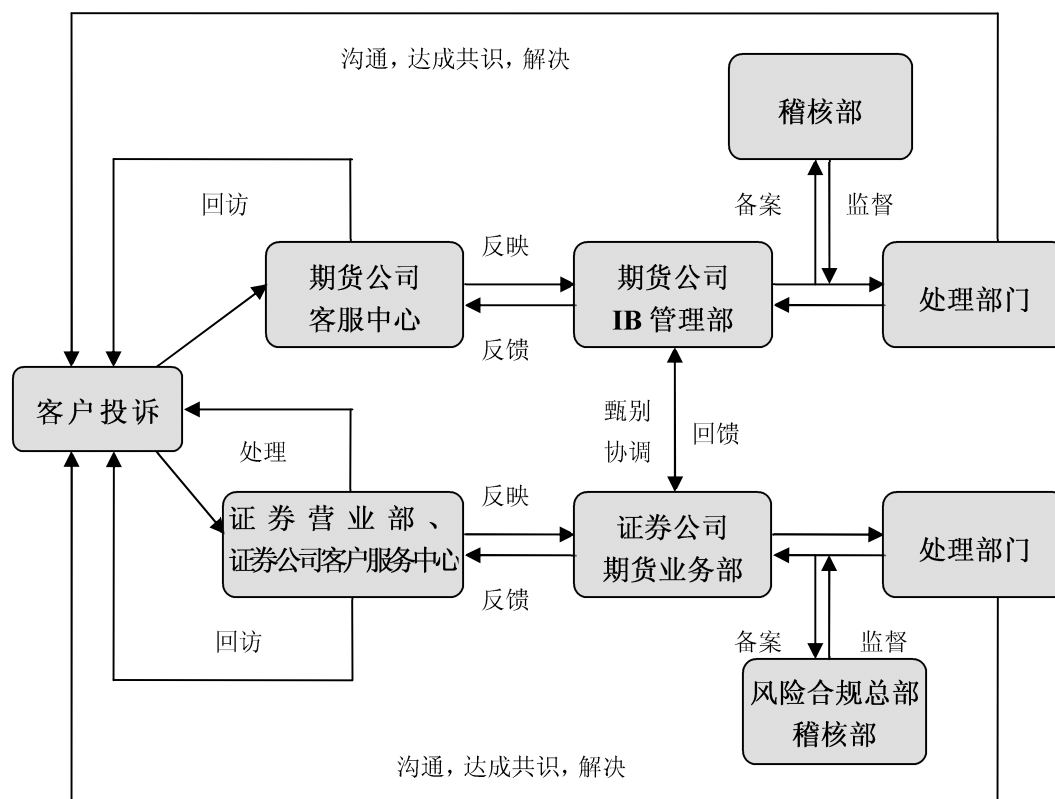 沟通，达成共识，解决
稽核部
回访
备案
监督
反映
期货公司
客服中心
期货公司
IB 管理部
处理部门
反馈
客户投诉
甄别
协调
回馈
处理
反映
证券营业部、
证券公司客户服务中心
证券公司
期货业务部
处理部门
反馈
回访
备案
监督
风险合规总部
稽核部
沟通，达成共识，解决